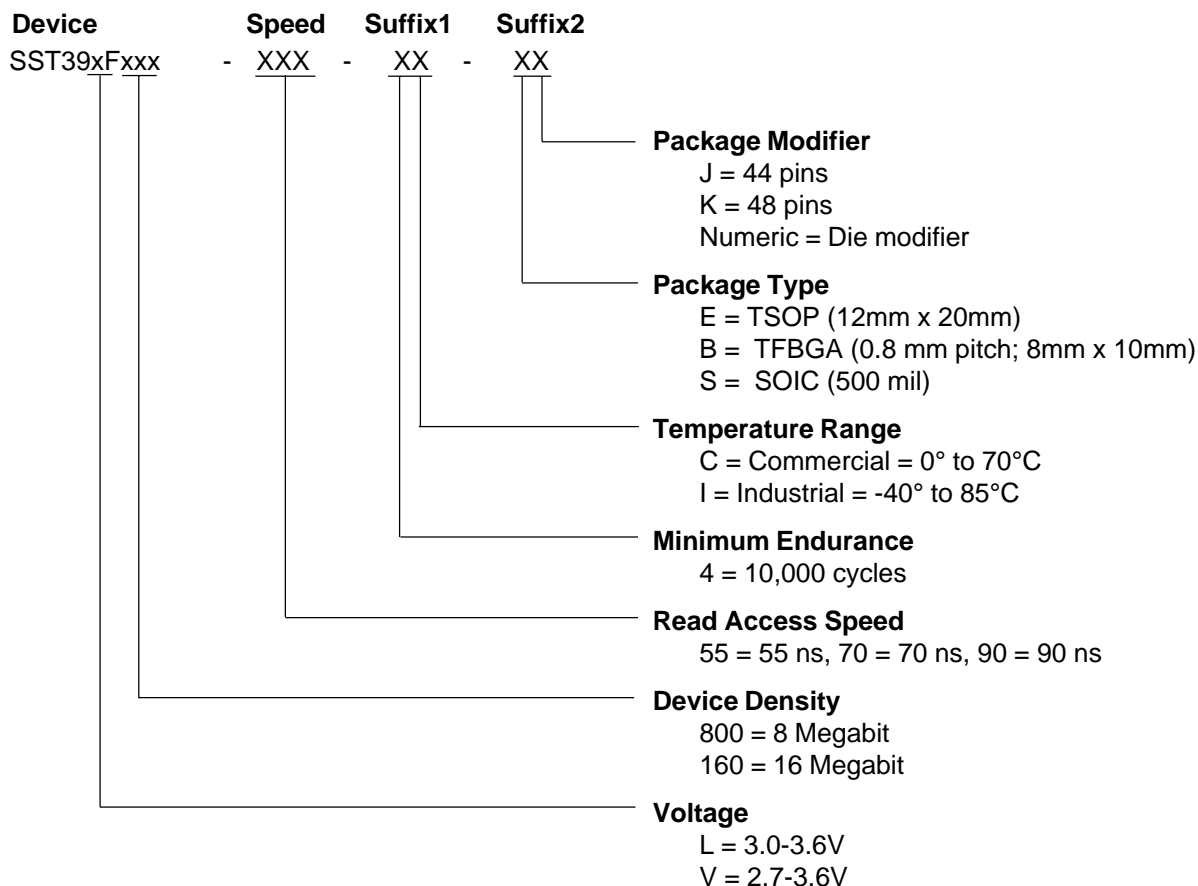 Device Speed Suffix1 Suffix2
SST39xFxxx - XXX - XX - XX
Package Modifier
J = 44 pins
K = 48 pins
Numeric = Die modifier
Package Type
E = TSOP (12mm x 20mm)
B = TFBGA (0.8 mm pitch; 8mm x 10mm)
S = SOIC (500 mil)
Temperature Range
C = Commercial = 0° to 70°C
I = Industrial = -40° to 85°C
Minimum Endurance
4 = 10,000 cycles
Read Access Speed
55 = 55 ns, 70 = 70 ns, 90 = 90 ns
Device Density
800 = 8 Megabit
160 = 16 Megabit
Voltage
L = 3.0-3.6V
V = 2.7-3.6V